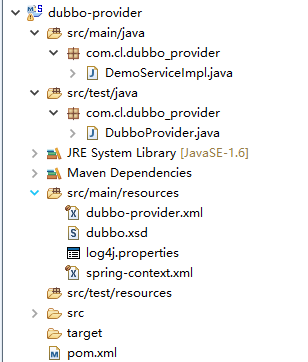 dubbo-provider
src/main/java
com.cl.dubbo_provider
DemoServiceImpl.java
src/test/java
com.cl.dubbo_provider
DubboProvider.java
JRE System Library [JavaSE-1.6]
Maven Dependencies
src/main/resources
dubbo-provider.xml
dubbo.xsd
log4j.properties
spring-context.xml
src/test/resources
src
target
pom.xml